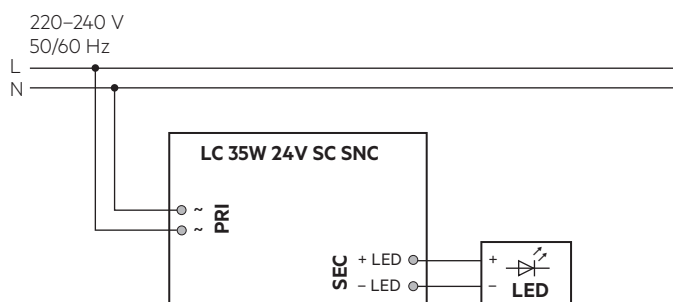 220–240 V
50/60 Hz
L
N
LC 35W 24V SC SNC
~
~
PRI
SEC
+ LED
– LED
+
–
LED